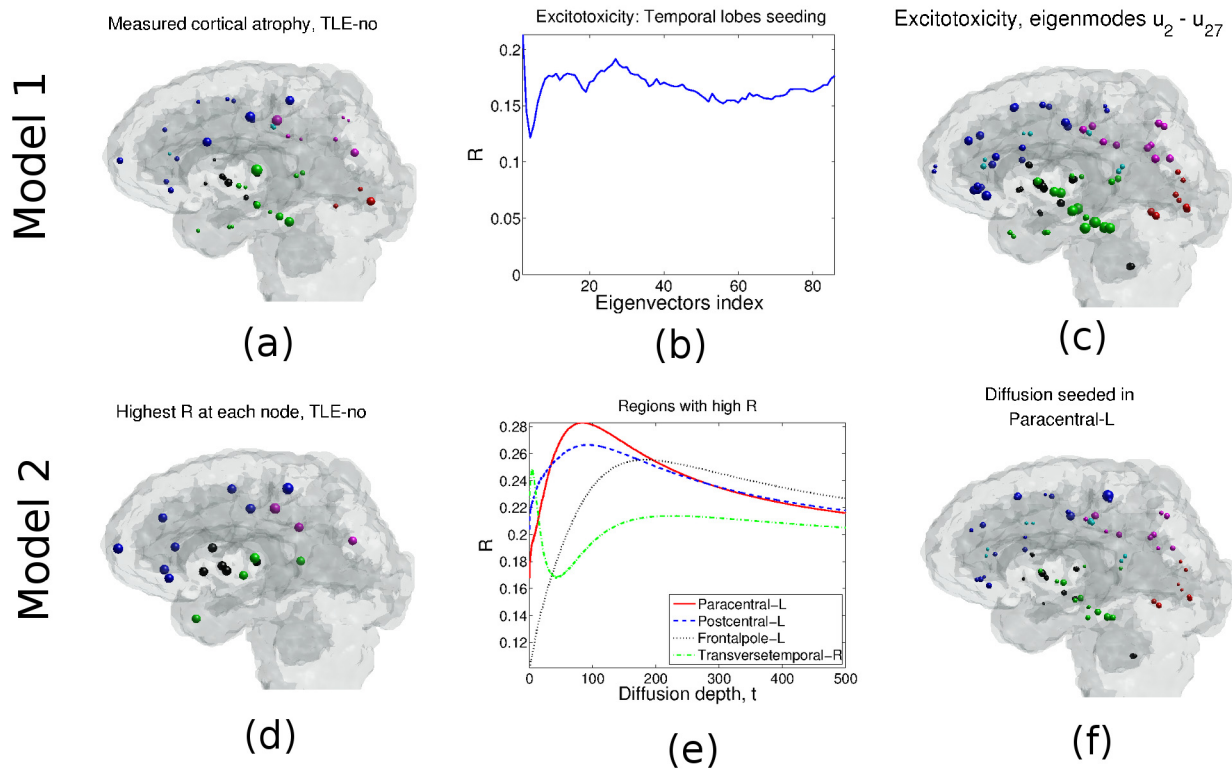 Model 1
Measured cortical atrophy, TLE-no
(a)
Excitotoxicity: Temporal lobes seeding
R
0.2
0.15
0.1
0.05
0
20
40
60
80
Eigenvectors index
(b)
Excitotoxicity, eigenmodes u2 - u27
(c)
Model 2
Highest R at each node, TLE-no
(d)
Regions with high R
R
0.28
0.26
0.24
0.22
0.2
0.18
0.16
0.14
0.12
Paracentral-L
Postcentral-L
Frontalpole-L
Transversetemporal-R
0
100
200
300
400
500
Diffusion depth, t
(e)
Diffusion seeded in
Paracentral-L
(f)